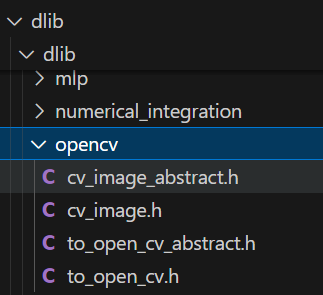 dlib
dlib
mlp
numerical_integration
opencv
C cv_image_abstract.h
C cv_image.h
C to_open_cv_abstract.h
C to_open_cv.h